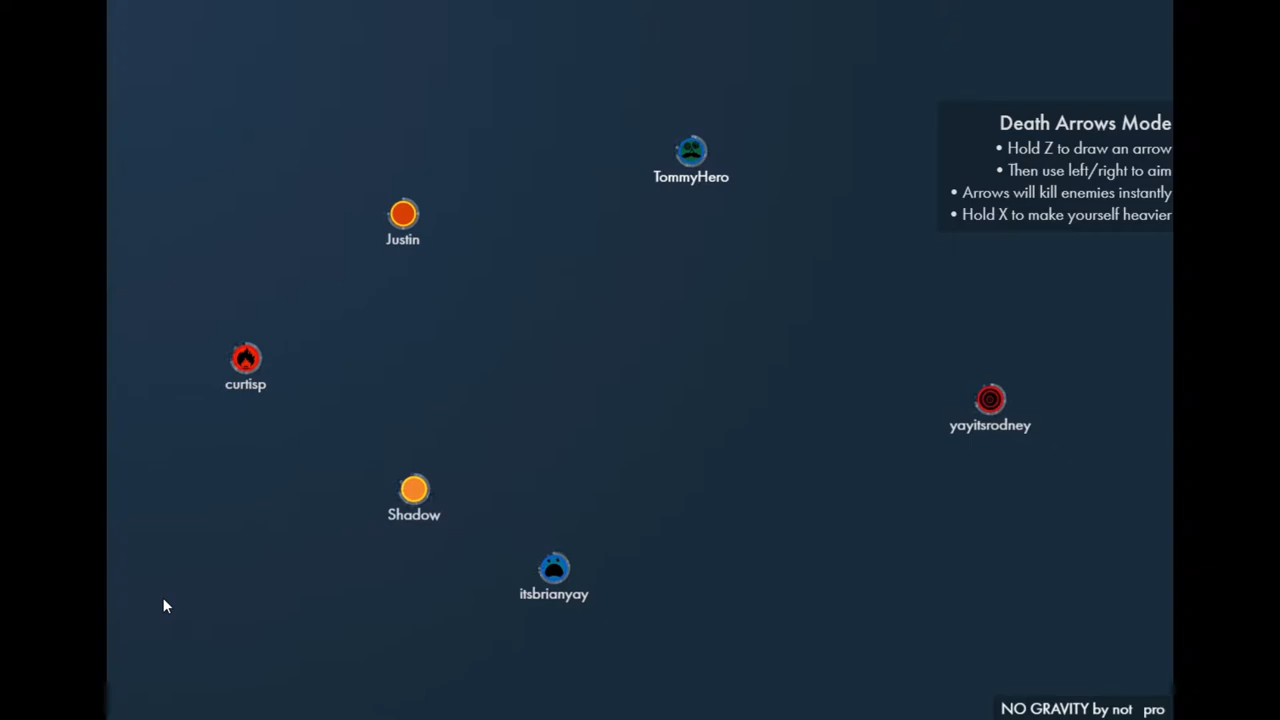 Death Arrows Mode
• Hold Z to draw an arrow
• Then use left/right to aim
• Arrows will kill enemies instantly
• Hold X to make yourself heavier
TommyHero
Justin
curtisp
yayitsrodney
Shadow
itsbrianyay
NO GRAVITY by not pro